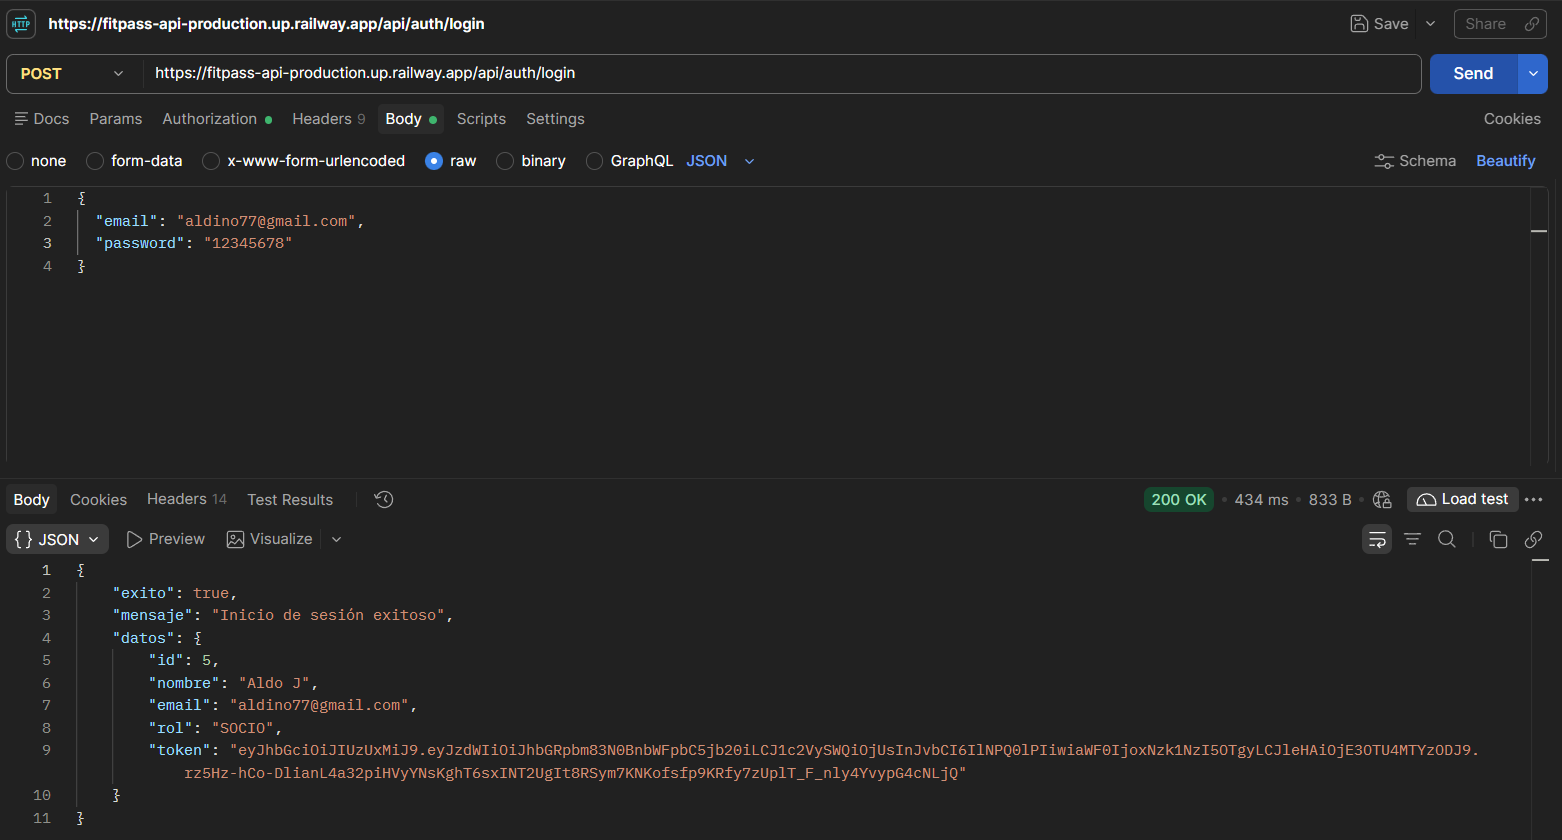 HTTP https://fitpass-api-production.up.railway.app/api/auth/login Save Share
POST https://fitpass-api-production.up.railway.app/api/auth/login Send
Docs Params Authorization Headers 9 Body Scripts Settings Cookies
none form-data x-www-form-urlencoded raw binary GraphQL JSON Schema Beautify
1 {
2 "email": "aldino77@gmail.com",
3 "password": "12345678"
4 }
Body Cookies Headers 14 Test Results 200 OK • 434 ms • 833 B • Load test
{} JSON Preview Visualize
1 {
2 "exito": true,
3 "mensaje": "Inicio de sesión exitoso",
4 "datos": {
5 "id": 5,
6 "nombre": "Aldo J",
7 "email": "aldino77@gmail.com",
8 "rol": "SOCIO",
9 "token": "eyJhbGciOiJIUzUxMiJ9.eyJzdWIiOiJhbGRpbm83N0BnbWFpbC5jb20iLCJ1c2VySWQiOjUsInJvbCI6IlNPQ0lPIiwiaWF0IjoxNzk1NzI5OTgyLCJleHAiOjE3OTU4MTYzODJ9.
rz5Hz-hCo-DlianL4a32piHVyYNsKghT6sxINT2UgIt8RSym7KNKofsfp9KRfy7zUplT_F_nly4YvypG4cNLjQ"
10 }
11 }